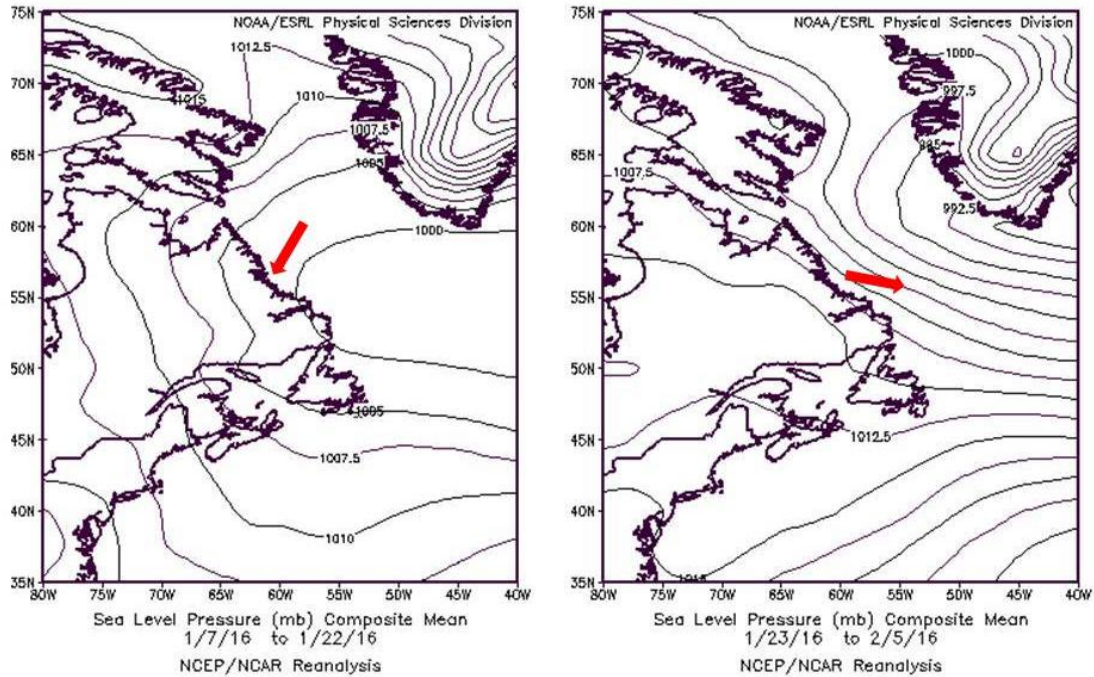 NOAA/ESRL Physical Sciences Division
75N
70N
65N
60N
55N
50N
45N
40N
35N
1012.5
1015
1010
1007.5
1005
1000
1005
1007.5
1010
80W
75W
70W
65W
60W
55W
50W
45W
40W
Sea Level Pressure (mb) Composite Mean
1/7/16 to 1/22/16
NCEP/NCAR Reanalysis
NOAA/ESRL Physical Sciences Division
75N
70N
65N
60N
55N
50N
45N
40N
35N
1000
997.5
1007.5
992.5
1012.5
1015
80W
75W
70W
65W
60W
55W
50W
45W
40W
Sea Level Pressure (mb) Composite Mean
1/23/16 to 2/5/16
NCEP/NCAR Reanalysis